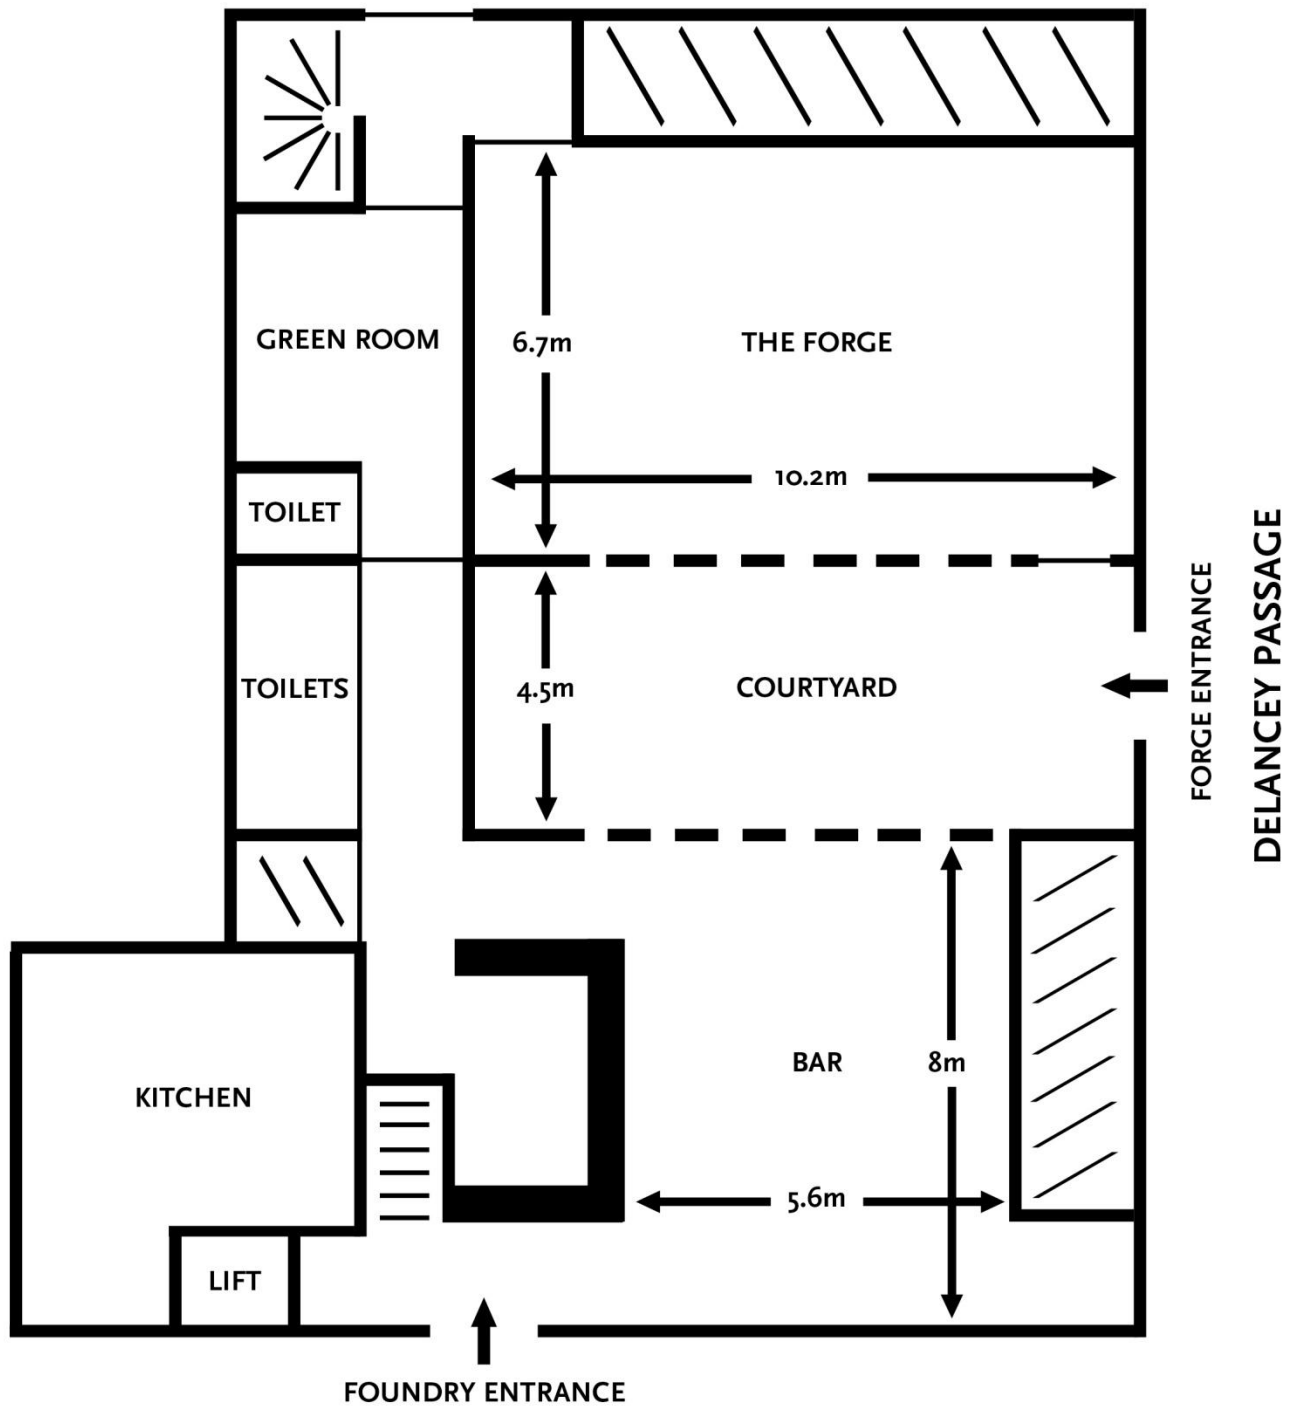 GREEN ROOM
6.7m
THE FORGE
10.2m
TOILET
TOILETS
4.5m
COURTYARD
FORGE ENTRANCE
DELANCEY PASSAGE
KITCHEN
BAR
8m
5.6m
LIFT
FOUNDRY ENTRANCE